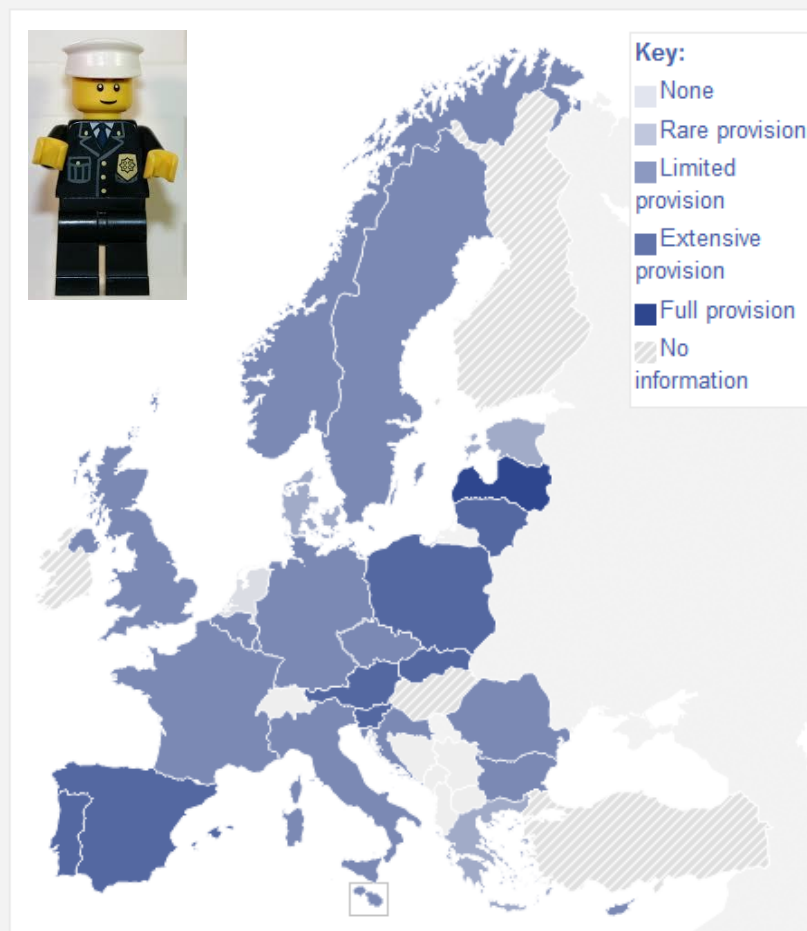 Key:
None
Rare provision
Limited
provision
Extensive
provision
Full provision
No
information